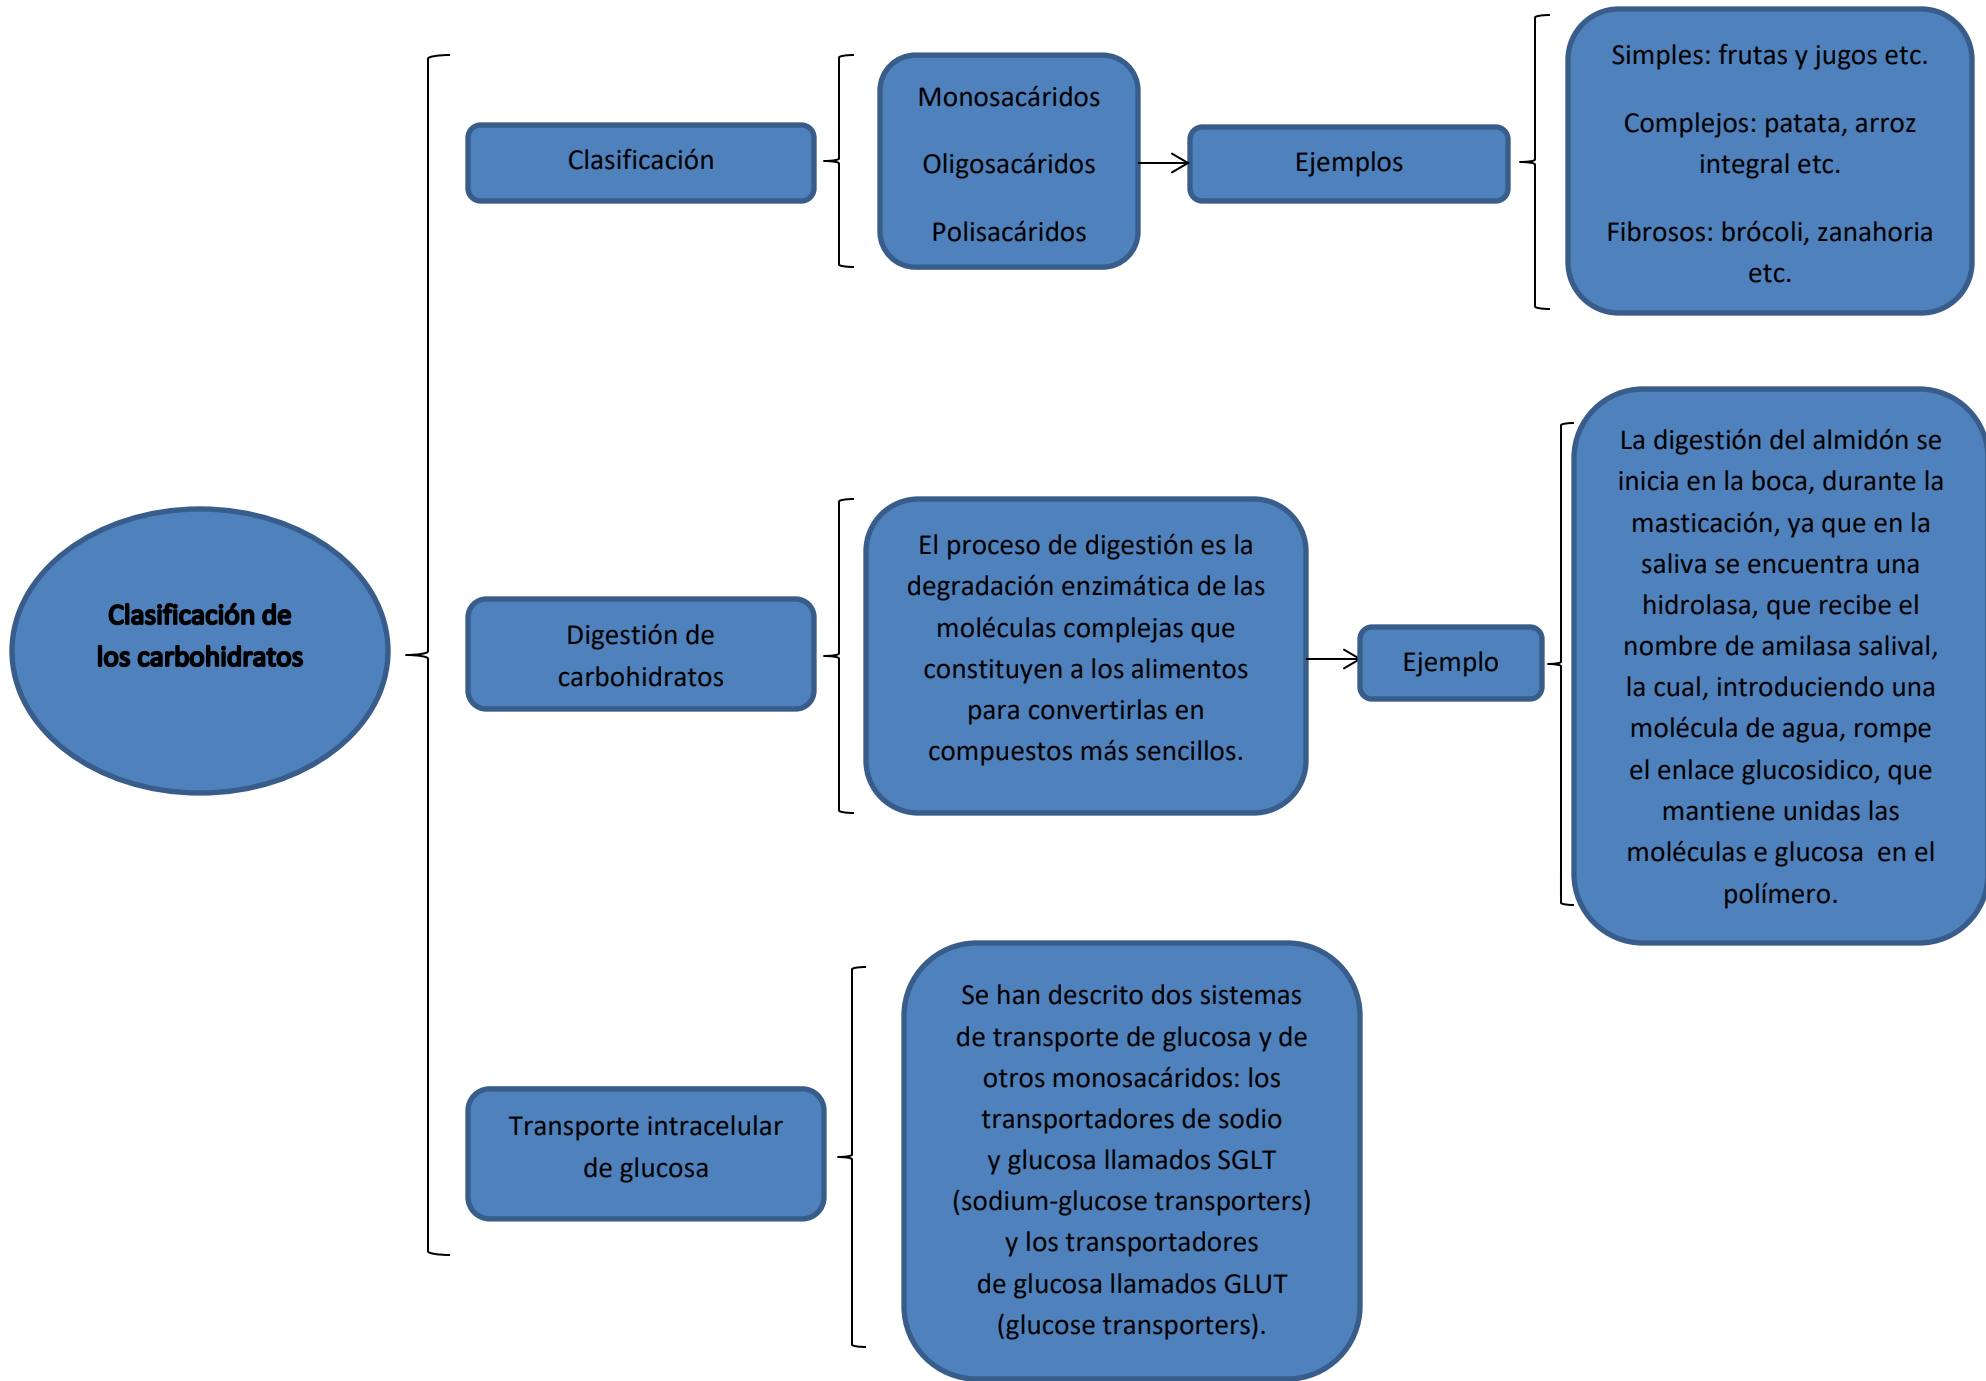 Clasificación de
los carbohidratos
Clasificación
Monosacáridos
Oligosacáridos
Polisacáridos
Ejemplos
Simples: frutas y jugos etc.
Complejos: patata, arroz
integral etc.
Fibrosos: brócoli, zanahoria
etc.
Digestión de
carbohidratos
El proceso de digestión es la
degradación enzimática de las
moléculas complejas que
constituyen a los alimentos
para convertirlas en
compuestos más sencillos.
Ejemplo
La digestión del almidón se
inicia en la boca, durante la
masticación, ya que en la
saliva se encuentra una
hidrolasa, que recibe el
nombre de amilasa salival,
la cual, introduciendo una
molécula de agua, rompe
el enlace glucosidico, que
mantiene unidas las
moléculas e glucosa  en el
polímero.
Transporte intracelular
de glucosa
Se han descrito dos sistemas
de transporte de glucosa y de
otros monosacáridos: los
transportadores de sodio
y glucosa llamados SGLT
(sodium-glucose transporters)
y los transportadores
de glucosa llamados GLUT
(glucose transporters).